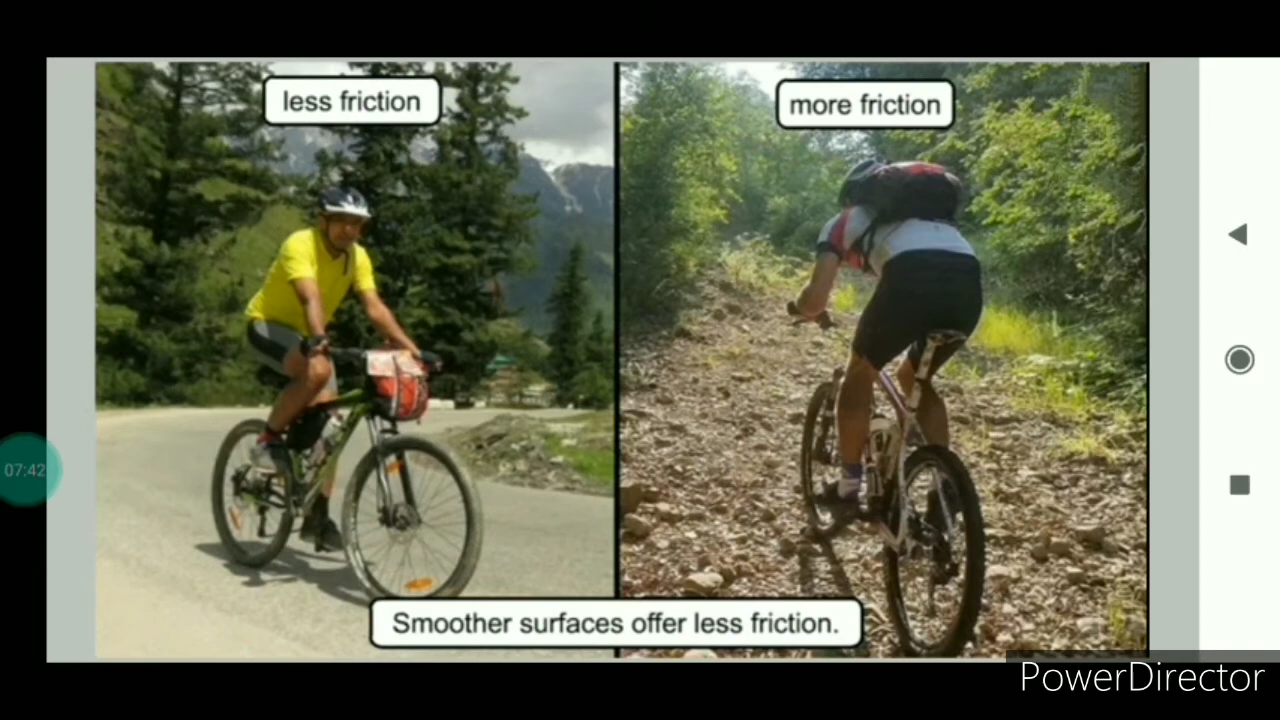 less friction
more friction
07:42
Smoother surfaces offer less friction.
PowerDirector